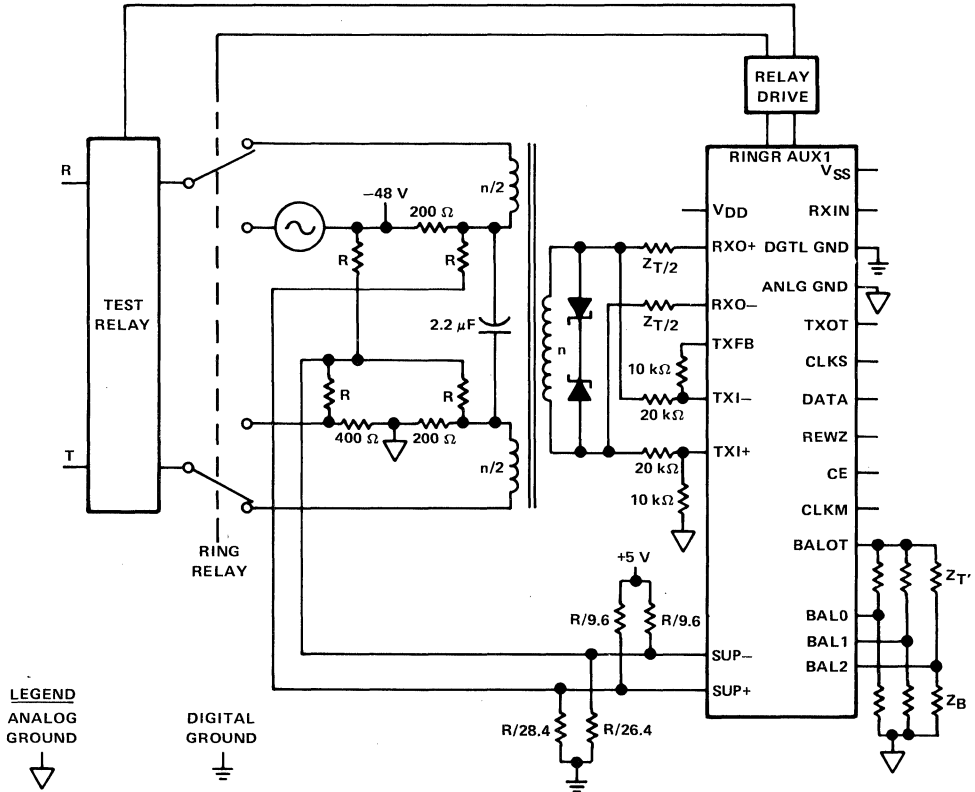 RELAY
DRIVE
RINGR AUX1
VSS
R
n/2
−48 V
200 Ω
VDD
RXIN
RXO+
DGTL GND
R
R
ZT/2
ANLG GND
TEST
RELAY
2.2 µF
RXO−
ZT/2
TXOT
n
TXFB
CLKS
10 kΩ
R
R
TXI−
DATA
20 kΩ
400 Ω
200 Ω
REWZ
T
n/2
TXI+
20 kΩ
CE
10 kΩ
CLKM
RING
RELAY
BALOT
+5 V
ZT'
R/9.6
R/9.6
BAL0
BAL1
SUP−
BAL2
SUP+
LEGEND
ANALOG
GROUND
DIGITAL
GROUND
R/28.4
R/26.4
ZB